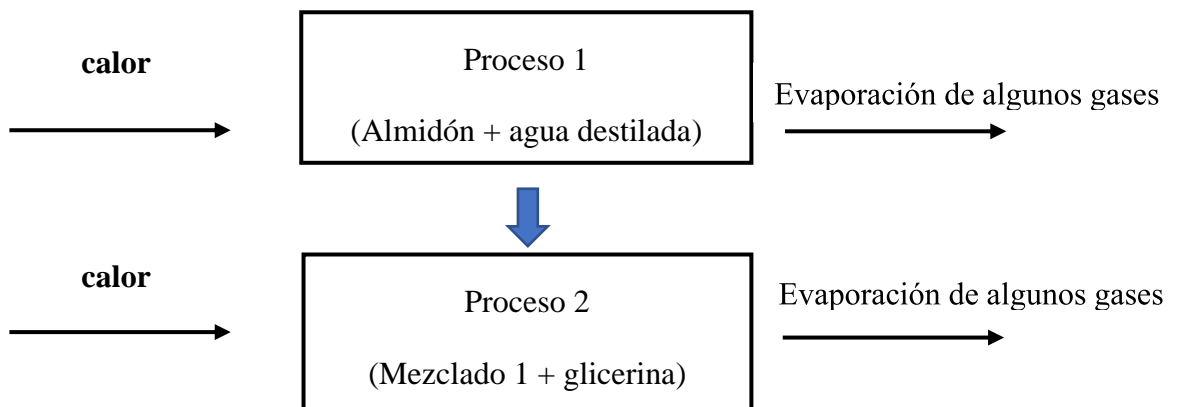 calor
Proceso 1
(Almidón + agua destilada)
Evaporación de algunos gases
calor
Proceso 2
(Mezclado 1 + glicerina)
Evaporación de algunos gases